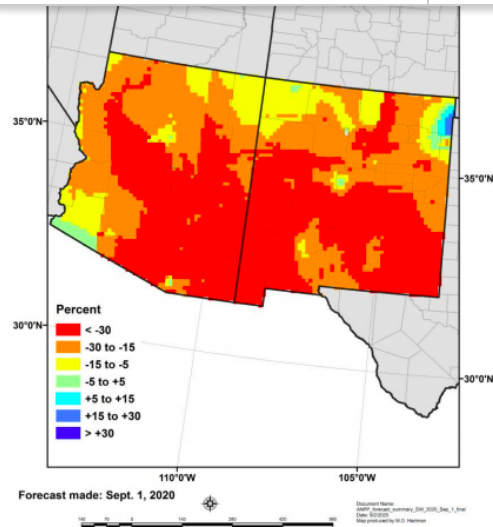 35°0'N
35°0'N
Percent
< -30
-30 to -15
-15 to -5
-5 to +5
+5 to +15
+15 to +30
> +30
30°0'N
30°0'N
110°0'W
105°0'W
Forecast made: Sept. 1, 2020
Document Name:
Map produced by M.D. Hartman